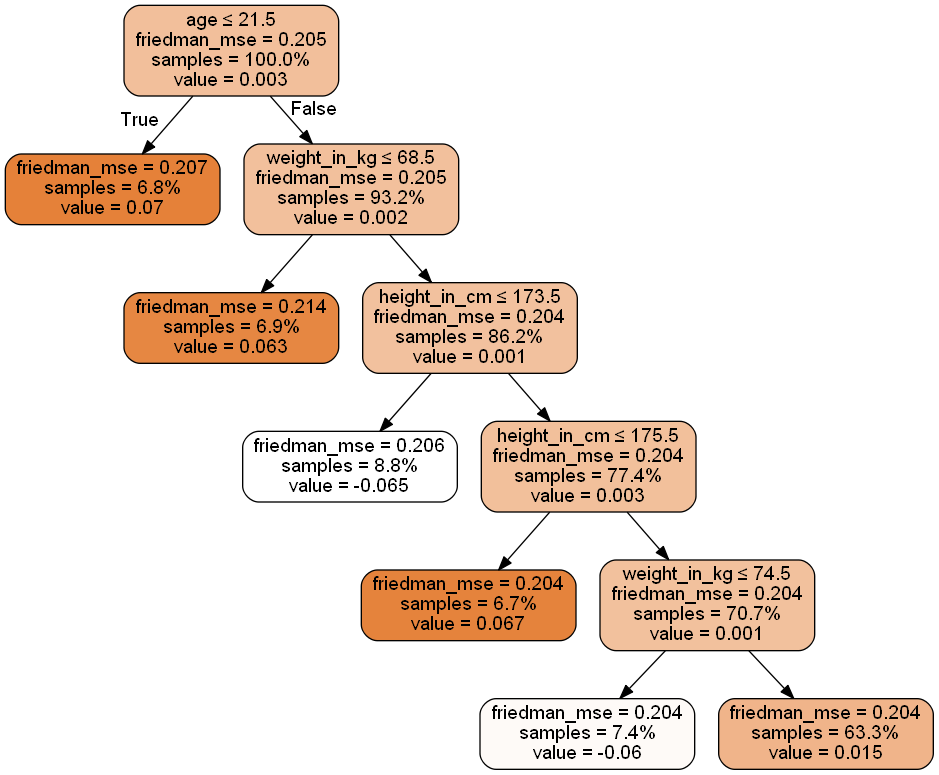 age ≤ 21.5
friedman_mse = 0.205
samples = 100.0%
value = 0.003
True
False
friedman_mse = 0.207
samples = 6.8%
value = 0.07
weight_in_kg ≤ 68.5
friedman_mse = 0.205
samples = 93.2%
value = 0.002
friedman_mse = 0.214
samples = 6.9%
value = 0.063
height_in_cm ≤ 173.5
friedman_mse = 0.204
samples = 86.2%
value = 0.001
friedman_mse = 0.206
samples = 8.8%
value = -0.065
height_in_cm ≤ 175.5
friedman_mse = 0.204
samples = 77.4%
value = 0.003
friedman_mse = 0.204
samples = 6.7%
value = 0.067
weight_in_kg ≤ 74.5
friedman_mse = 0.204
samples = 70.7%
value = 0.001
friedman_mse = 0.204
samples = 7.4%
value = -0.06
friedman_mse = 0.204
samples = 63.3%
value = 0.015